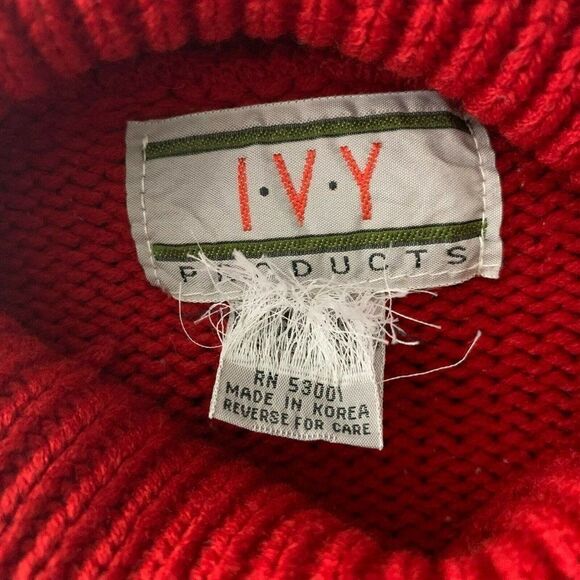 I·V·Y
PRODUCTS
RN 53001
MADE IN KOREA
REVERSE FOR CARE